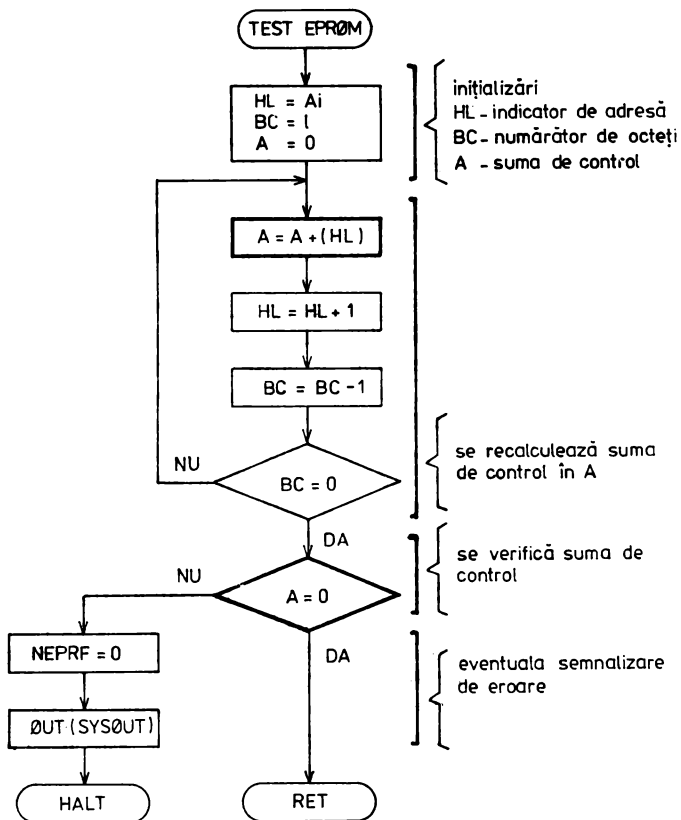 TEST EPRØM
HL = Ai
BC = l
A = 0
inițializări
HL - indicator de adresă
BC - numărător de octeți
A - suma de control
A = A + (HL)
HL = HL + 1
BC = BC - 1
NU
BC = 0
se recalculează suma
de control în A
DA
NU
A = 0
se verifică suma de
control
NEPRF = 0
DA
eventuala semnalizare
de eroare
ØUT (SYSØUT)
HALT
RET